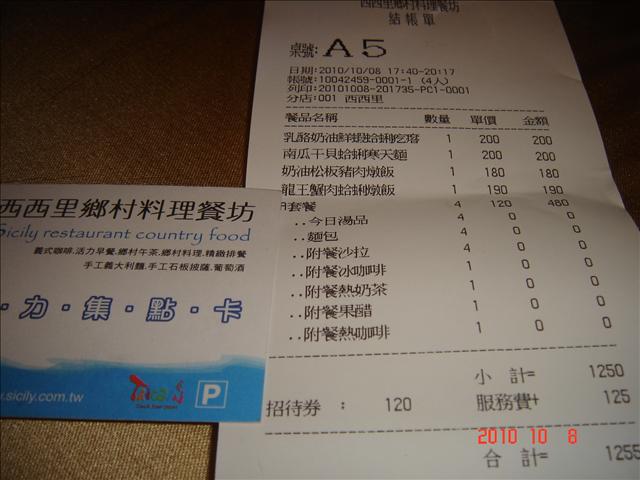 西西里鄉村料理餐坊
結帳單
桌號: A5
日期:2010/10/08 17:40-20:17
帳號:10042459-0001-1 (4人)
列印:20101008-201735-PC1-0001
分店:001 西西里
餐品名稱 數量 單價 金額
乳酪奶油鮮蝦蛤蜊疙瘩 1 200 200
南瓜干貝蛤蜊寒天麵 1 200 200
奶油松板豬肉燉飯 1 180 180
龍王蟹肉蛤蜊燉飯 1 190 190
套餐 4 120 480
..今日湯品 4 0 0
..麵包 4 0 0
..附餐沙拉 4 0 0
..附餐冰咖啡 1 0 0
..附餐熱奶茶 1 0 0
..附餐果醋 1 0 0
..附餐熱咖啡 1 0 0
小 計= 1250
招待券 : 120 服務費+ 125
合 計= 1255
西西里鄉村料理餐坊
Sicily restaurant country food
義式咖啡.活力早餐.鄉村午茶.鄉村料理.精緻排餐
手工義大利麵.手工石板披薩.葡萄酒
力·集·點·卡
.sicily.com.tw
P
2010 10 8